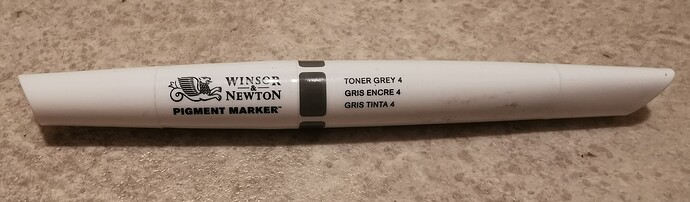 WINSOR
&
NEWTON
PIGMENT MARKER™
TONER GREY 4
GRIS ENCRE 4
GRIS TINTA 4